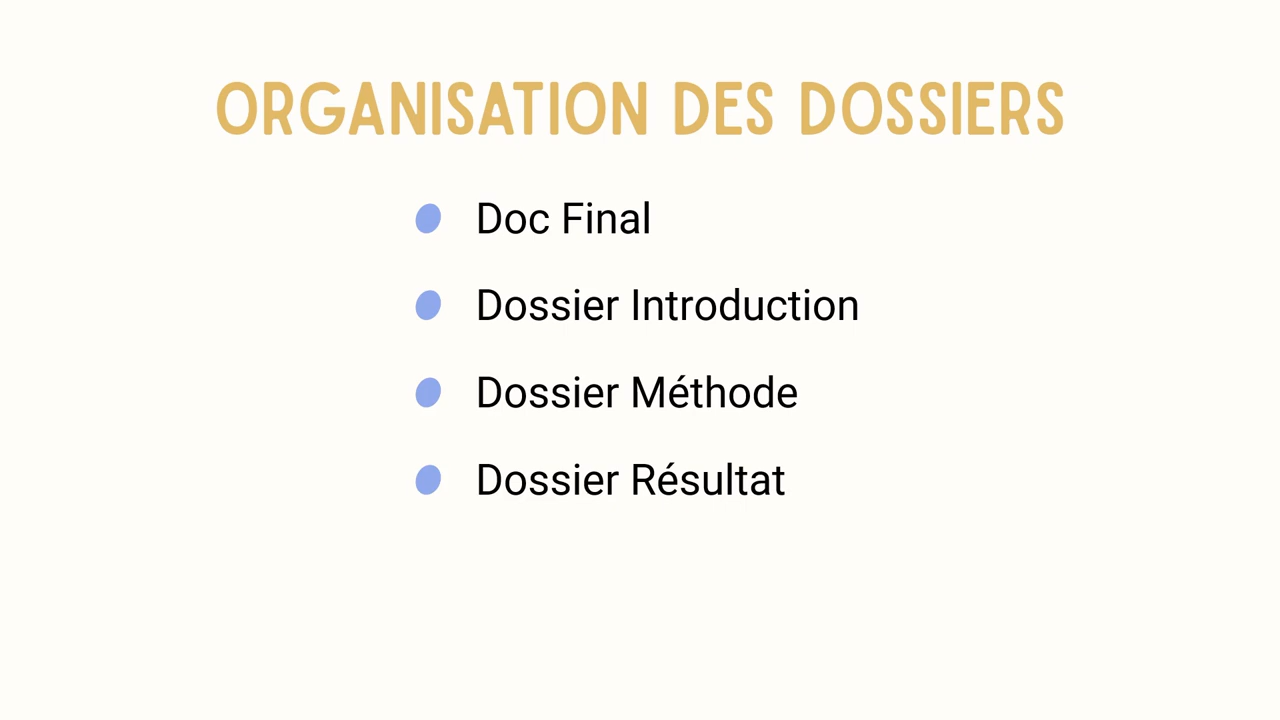 ORGANISATION DES DOSSIERS
Doc Final
Dossier Introduction
Dossier Méthode
Dossier Résultat